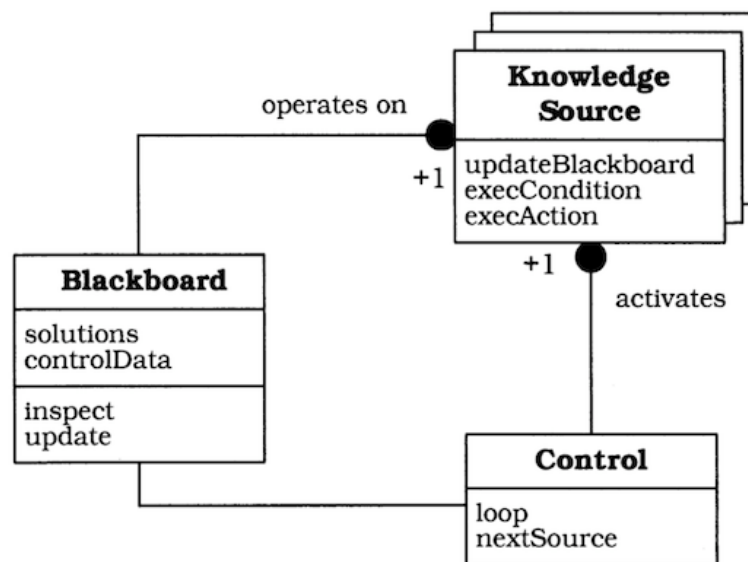 Knowledge
Source
operates on
+1
updateBlackboard
execCondition
execAction
+1
activates
Blackboard
solutions
controlData
inspect
update
Control
loop
nextSource